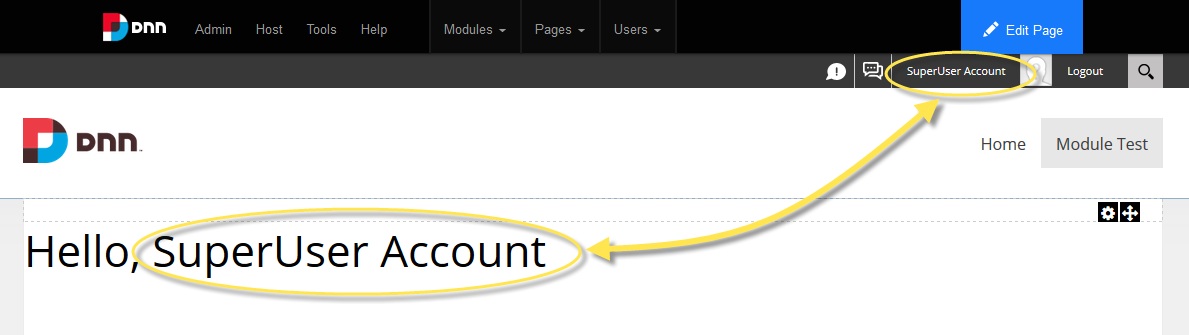 DNN Admin Host Tools Help Modules Pages Users Edit Page
SuperUser Account Logout
DNN Home Module Test
Hello, SuperUser Account